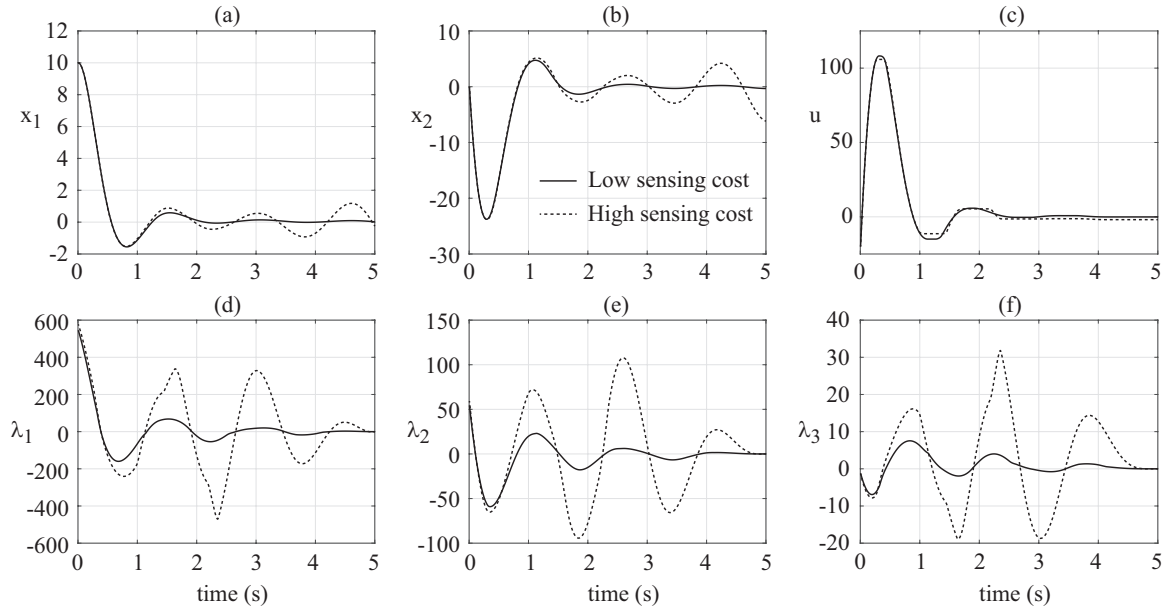 (a) (b) (c)
12
10
8
6
4
2
0
-2
x1
0 1 2 3 4 5
10
0
-10
-20
-30
x2
Low sensing cost
High sensing cost
0 1 2 3 4 5
100
50
0
u
0 1 2 3 4 5
(d) (e) (f)
600
400
200
0
-200
-400
-600
λ1
0 1 2 3 4 5
time (s)
150
100
50
0
-50
-100
λ2
0 1 2 3 4 5
time (s)
40
30
20
10
0
-10
-20
λ3
0 1 2 3 4 5
time (s)